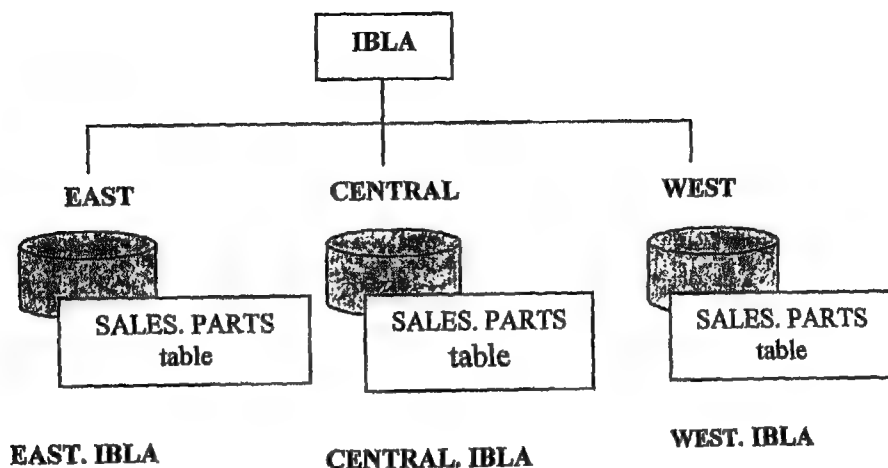 IBLA
EAST CENTRAL WEST
SALES. PARTS
table
SALES. PARTS
table
SALES. PARTS
table
EAST. IBLA CENTRAL. IBLA WEST. IBLA